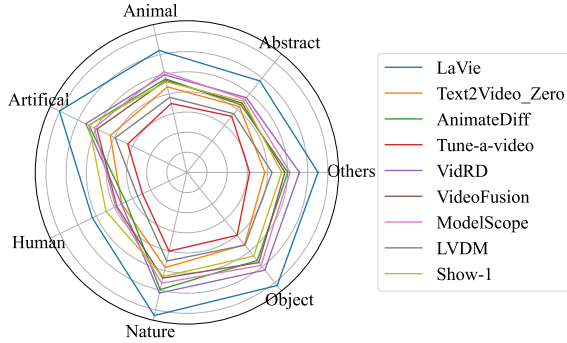 Animal
Abstract
Artifical
Others
Human
Object
Nature
LaVie
Text2Video_Zero
AnimateDiff
Tune-a-video
VidRD
VideoFusion
ModelScope
LVDM
Show-1